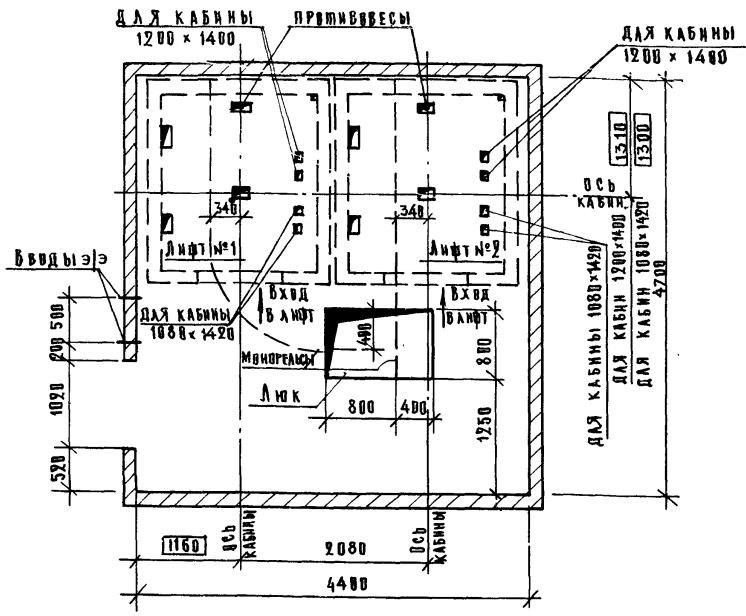 ДЛЯ КАБИНЫ
1200 × 1400
ПРОТИВОВЕСЫ
ДЛЯ КАБИНЫ
1200 × 1400
1310
1300
ОСЬ
КАБИН
340
340
ЛИФТ №1
ЛИФТ №2
ВВОДЫ Э/Э
ВХОД
В ЛИФТ
ВХОД
В ЛИФТ
ДЛЯ КАБИНЫ
1080 × 1420
МОНОРЕЛЬСЫ
ЛЮК
400
800
800
400
1250
500
200
1020
520
4700
ДЛЯ КАБИНЫ 1080×1420
ДЛЯ КАБИН 1200×1400
ДЛЯ КАБИН 1080×1420
1160
ОСЬ
КАБИНЫ
2080
ОСЬ
КАБИНЫ
4400